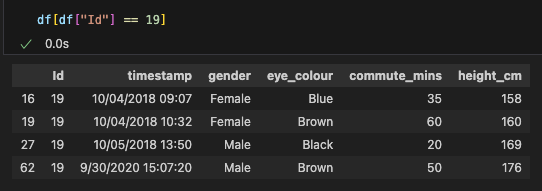 df[df["Id"] == 19]
✓ 0.0s
Id timestamp gender eye_colour commute_mins height_cm
16 19 10/04/2018 09:07 Female Blue 35 158
19 19 10/04/2018 10:32 Female Brown 60 160
27 19 10/05/2018 13:50 Male Black 20 169
62 19 9/30/2020 15:07:20 Male Brown 50 176